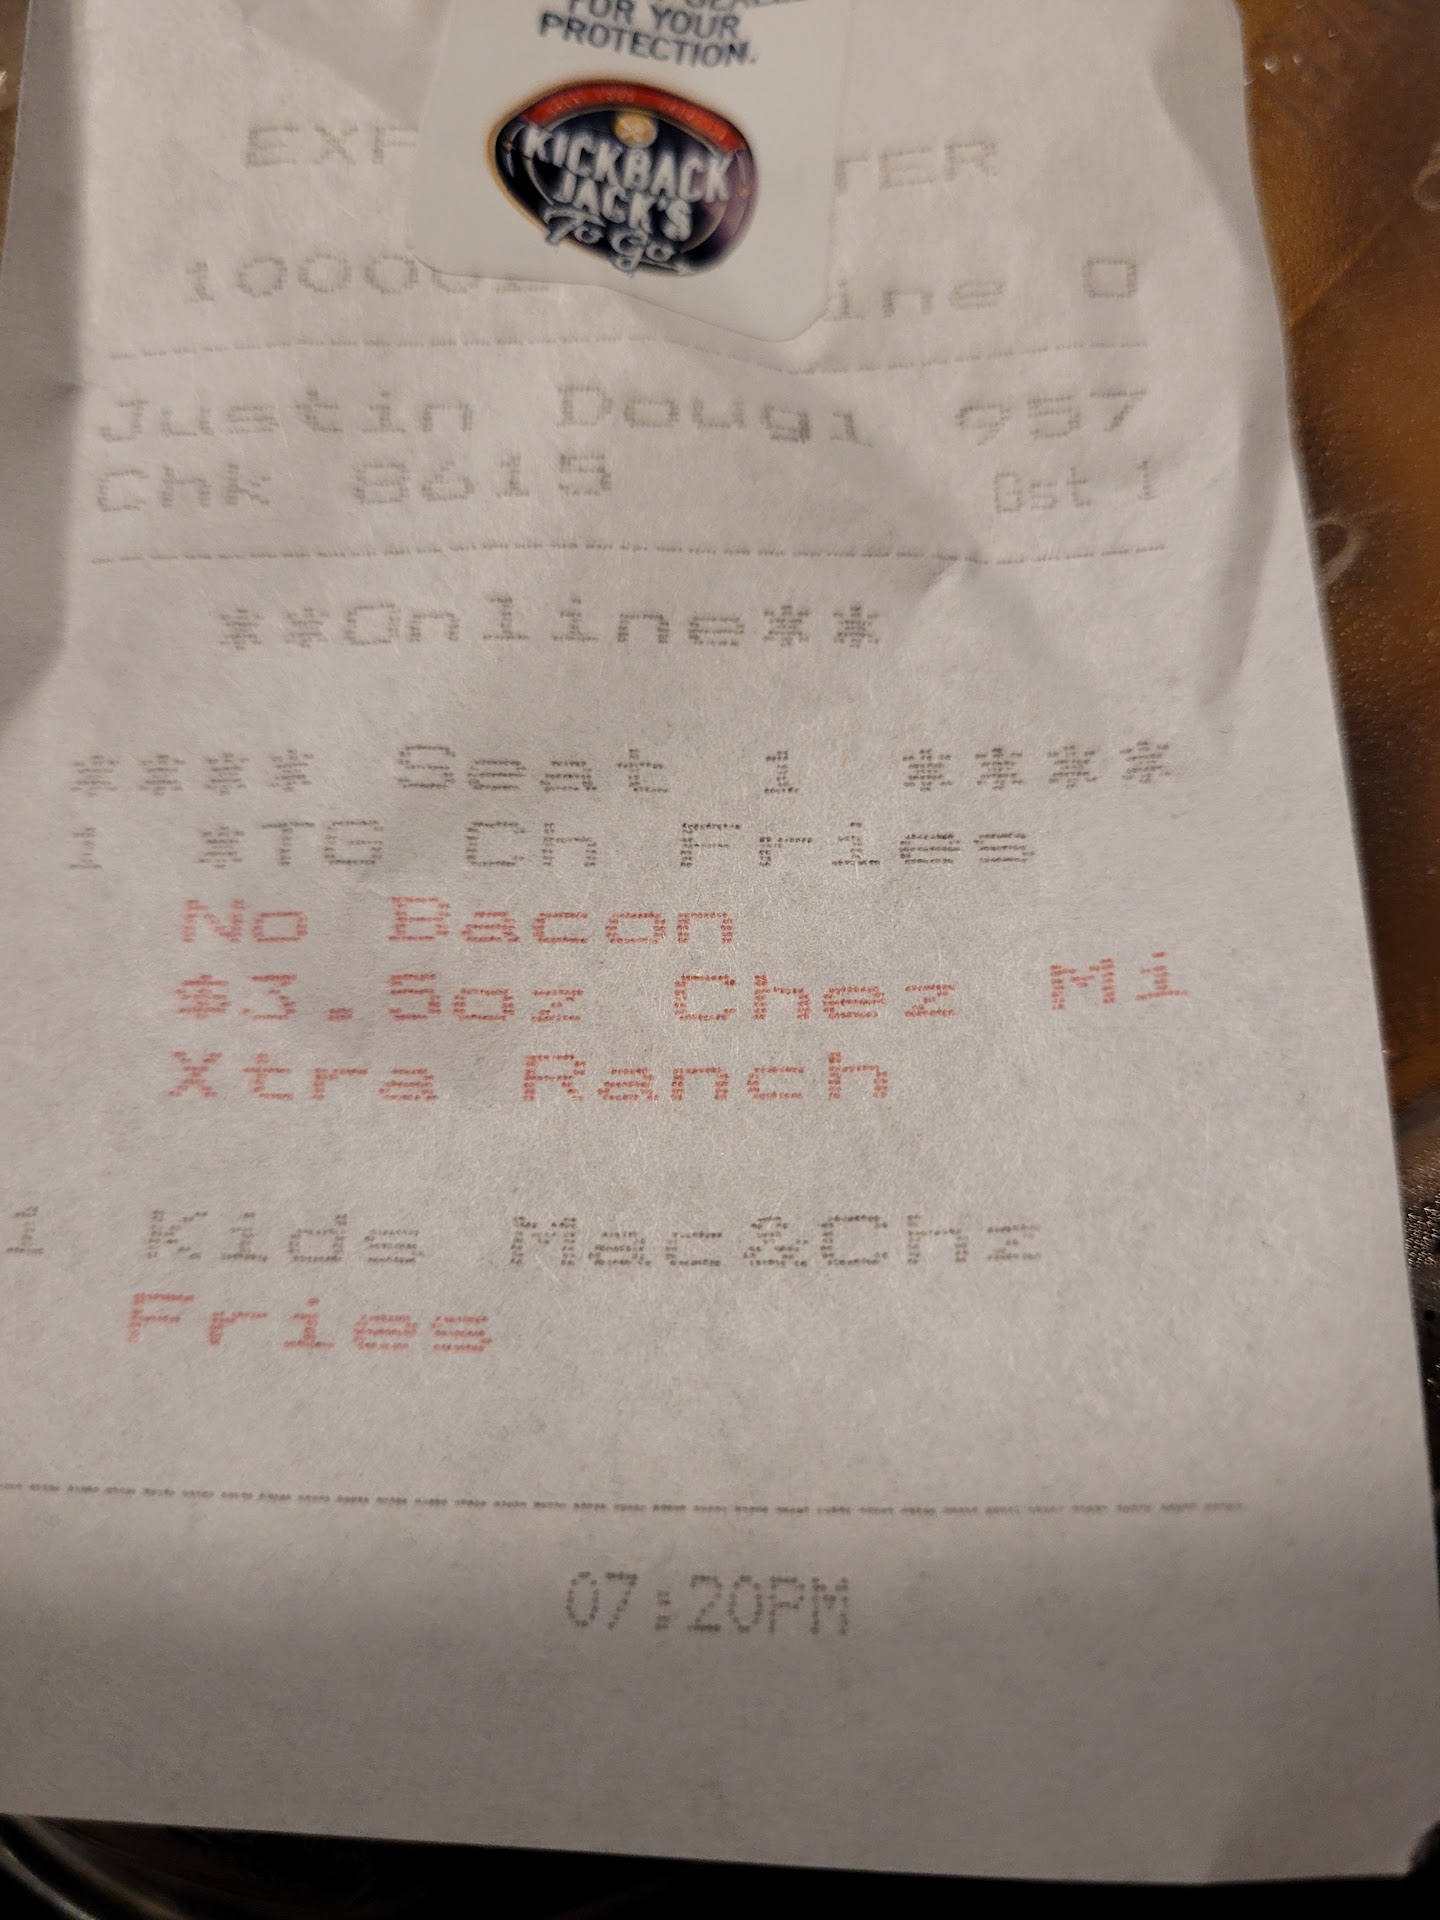 FOR YOUR
PROTECTION.
KICKBACK
JACK'S
To Go
Justin Dougl 957
Chk 8615 Gst 1
**Online**
**** Seat 1 ****
1 *TG Ch Fries
No Bacon
$3.5oz Chez Mi
Xtra Ranch
1 Kids Mac&Chz
Fries
07:20PM